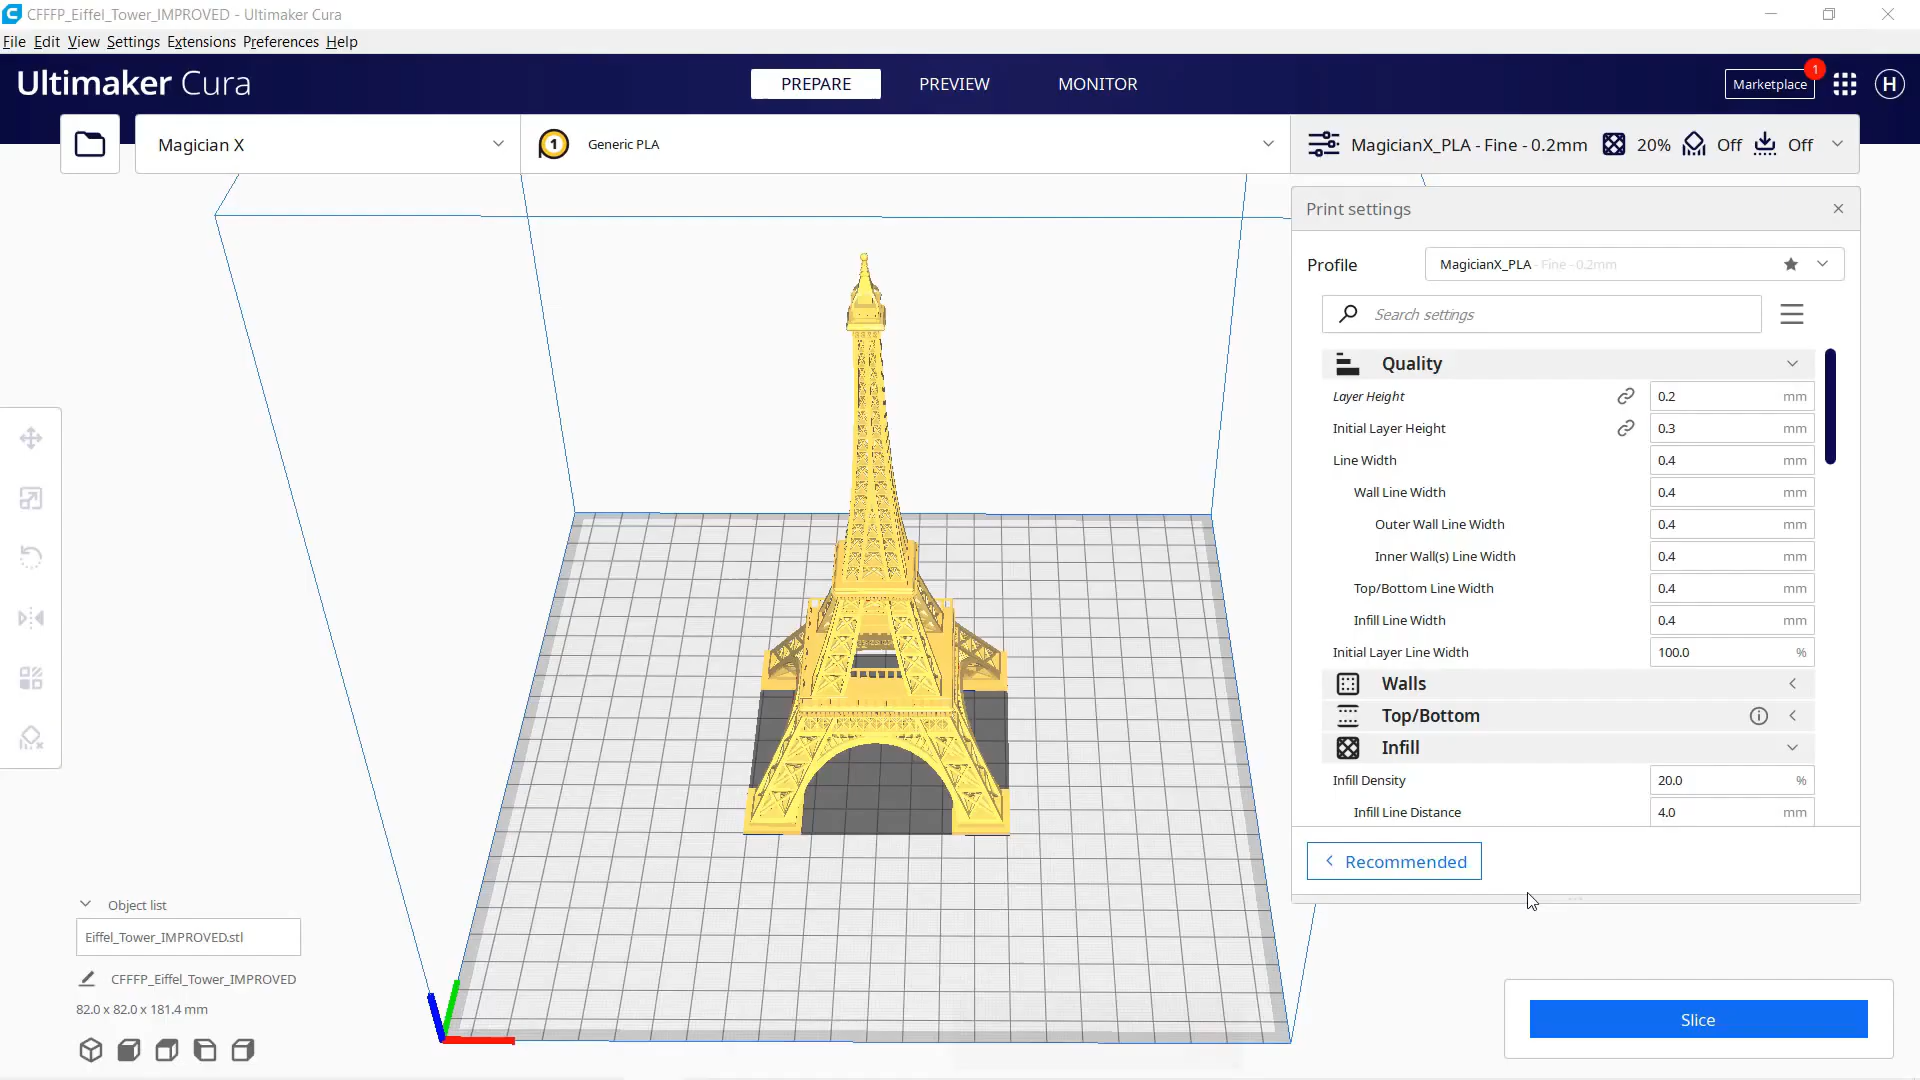 CFFFP_Eiffel_Tower_IMPROVED - Ultimaker Cura
File Edit View Settings Extensions Preferences Help
Ultimaker Cura
PREPARE
PREVIEW
MONITOR
Marketplace
1
H
Magician X
1
Generic PLA
MagicianX_PLA - Fine - 0.2mm
20%
Off
Off
Print settings
Profile
MagicianX_PLA - Fine - 0.2mm
Search settings
Quality
Layer Height
0.2 mm
Initial Layer Height
0.3 mm
Line Width
0.4 mm
Wall Line Width
0.4 mm
Outer Wall Line Width
0.4 mm
Inner Wall(s) Line Width
0.4 mm
Top/Bottom Line Width
0.4 mm
Infill Line Width
0.4 mm
Initial Layer Line Width
100.0 %
Walls
Top/Bottom
Infill
Infill Density
20.0 %
Infill Line Distance
4.0 mm
Recommended
Object list
Eiffel_Tower_IMPROVED.stl
CFFFP_Eiffel_Tower_IMPROVED
82.0 x 82.0 x 181.4 mm
Slice